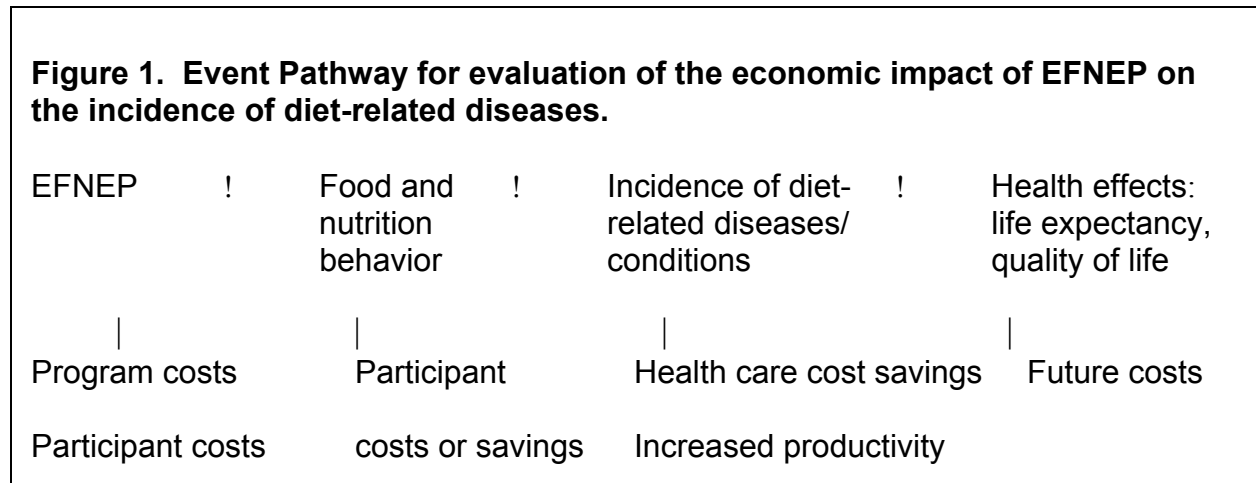 Figure 1. Event Pathway for evaluation of the economic impact of EFNEP on
the incidence of diet-related diseases.
EFNEP ! Food and ! Incidence of diet- ! Health effects:
nutrition related diseases/ life expectancy,
behavior conditions quality of life
| | | |
Program costs Participant Health care cost savings Future costs
Participant costs costs or savings Increased productivity